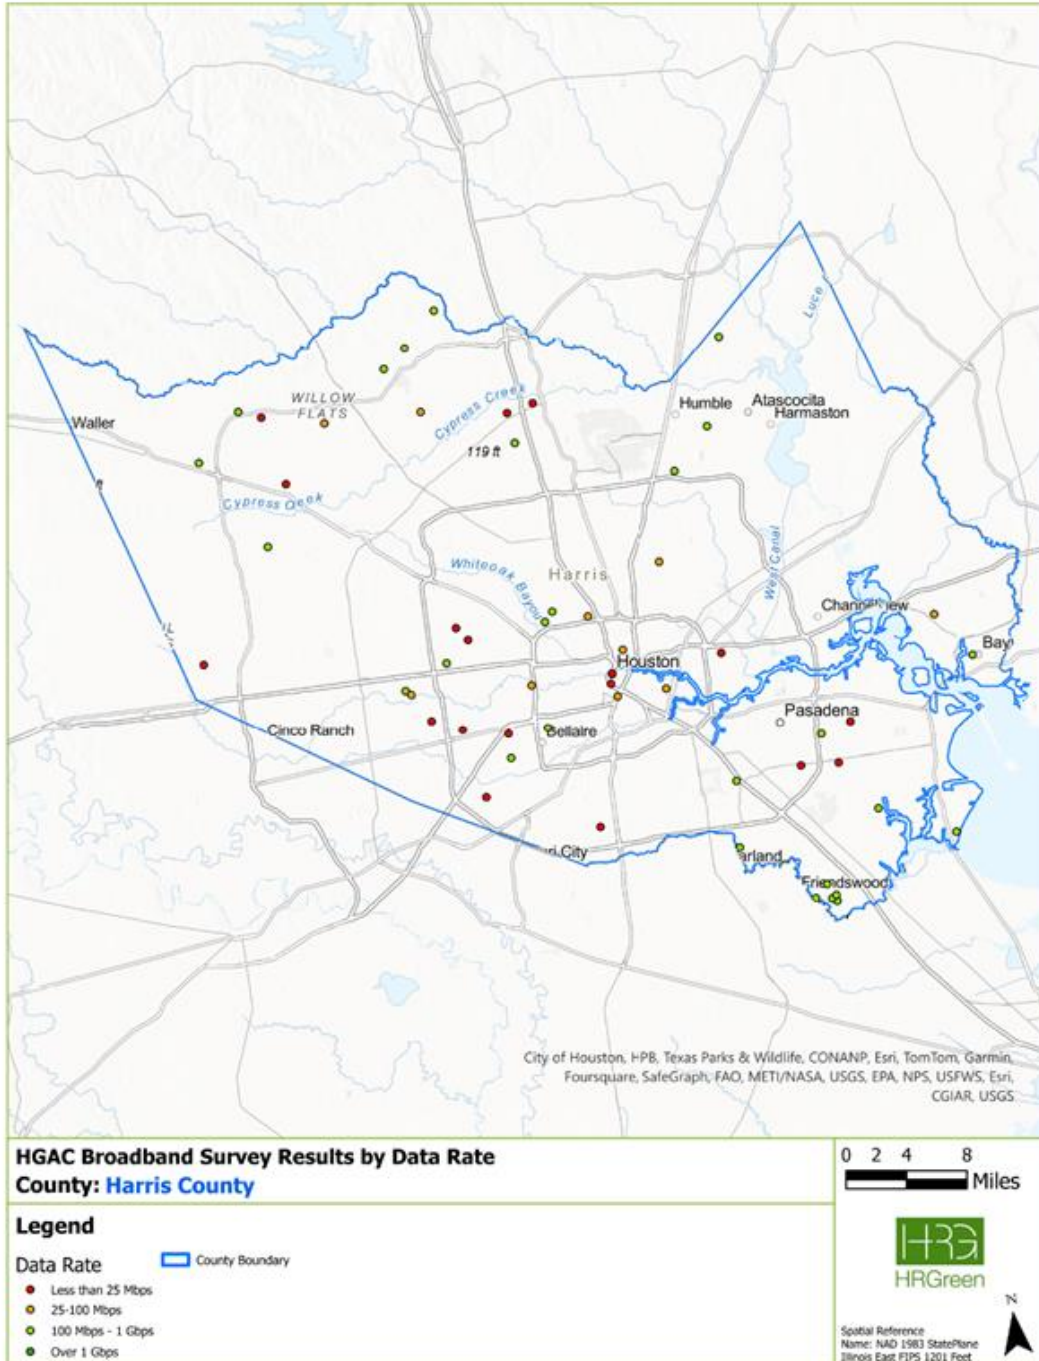 Luce
WILLOW
FLATS
Cypress Creek
Humble
Atascocita
Harmaston
Waller
119 ft
ft
Cypress Creek
West Canal
Whiteoak Bayou
Harris
Channelview
Houston
Bay
Pasadena
Cinco Ranch
Bellaire
uri City
arland
Friendswood
City of Houston, HPB, Texas Parks & Wildlife, CONANP, Esri, TomTom, Garmin,
Foursquare, SafeGraph, FAO, METI/NASA, USGS, EPA, NPS, USFWS, Esri,
CGIAR, USGS
HGAC Broadband Survey Results by Data Rate
County: Harris County
0 2 4 8
Miles
Legend
Data Rate
County Boundary
Less than 25 Mbps
25-100 Mbps
100 Mbps - 1 Gbps
Over 1 Gbps
HRG
HRGreen
N
Spatial Reference
Name: NAD 1983 StatePlane
Illinois East FIPS 1201 Feet